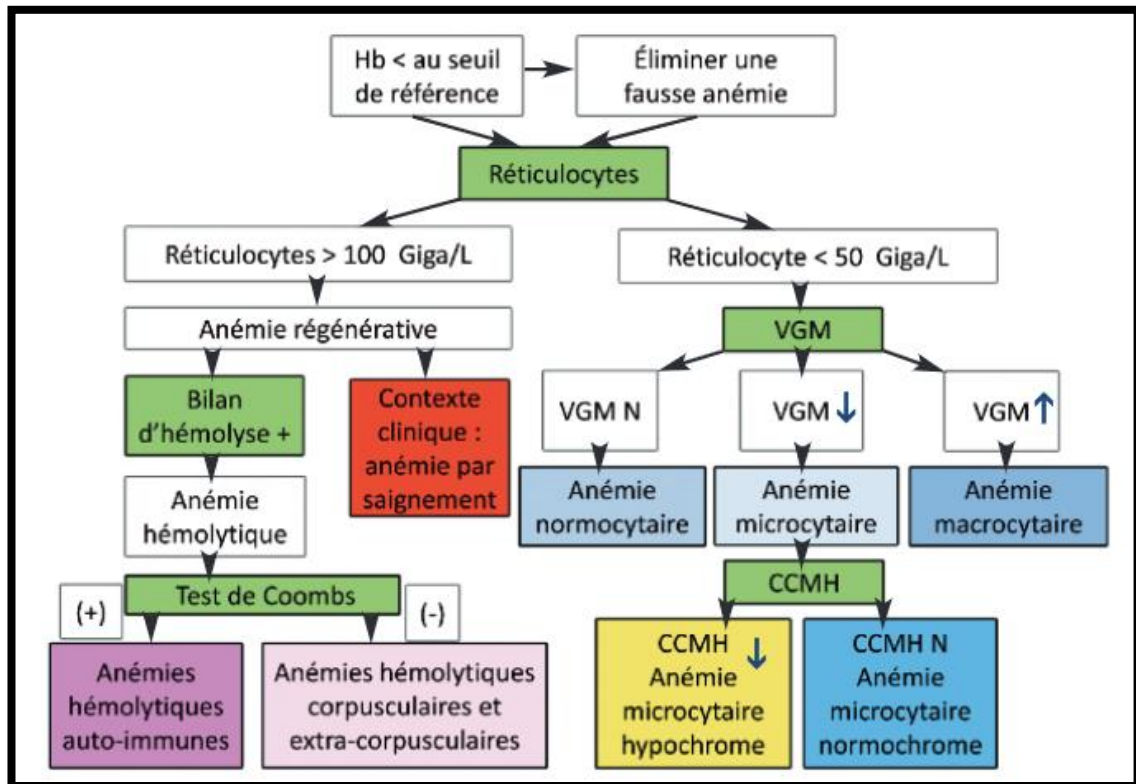 Hb < au seuil
de référence
Éliminer une
fausse anémie
Réticulocytes
Réticulocytes > 100 Giga/L
Réticulocyte < 50 Giga/L
Anémie régénérative
VGM
Bilan
d'hémolyse +
Contexte
clinique :
anémie par
saignement
VGM N
VGM ↓
VGM ↑
Anémie
hémolytique
Anémie
normocytaire
Anémie
microcytaire
Anémie
macrocytaire
Test de Coombs
(+)
(-)
CCMH
Anémies
hémolytiques
auto-immunes
Anémies hémolytiques
corpusculaires et
extra-corpusculaires
CCMH ↓
Anémie
microcytaire
hypochrome
CCMH N
Anémie
microcytaire
normochrome